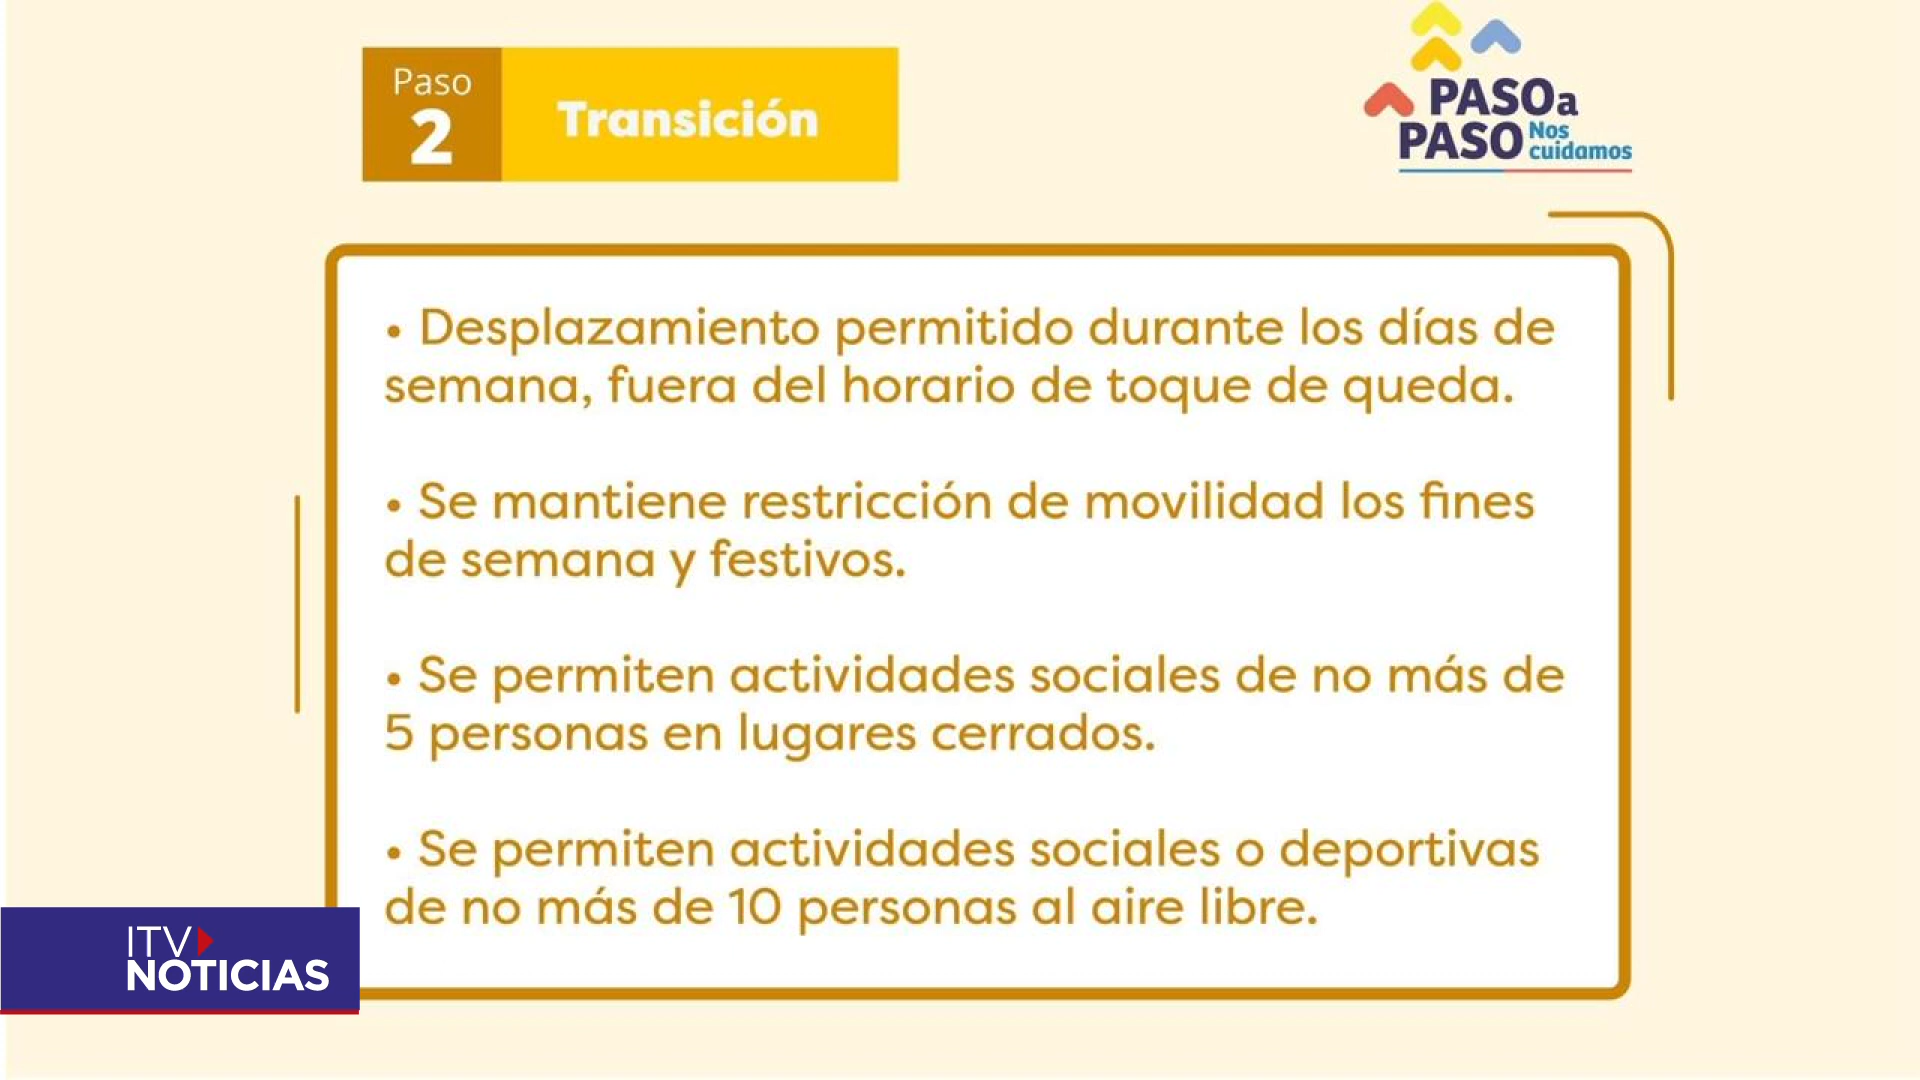 Paso
2
Transición
PASOa
PASO Nos
cuidamos
• Desplazamiento permitido durante los días de
semana, fuera del horario de toque de queda.
• Se mantiene restricción de movilidad los fines
de semana y festivos.
• Se permiten actividades sociales de no más de
5 personas en lugares cerrados.
• Se permiten actividades sociales o deportivas
de no más de 10 personas al aire libre.
ITV
NOTICIAS